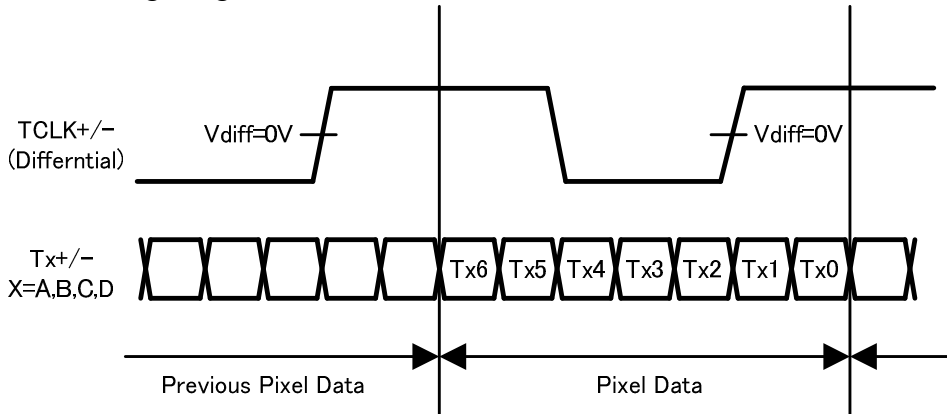 TCLK+/-
(Differntial)
Vdiff=0V
Vdiff=0V
Tx+/-
X=A,B,C,D
Tx6 Tx5 Tx4 Tx3 Tx2 Tx1 Tx0
Previous Pixel Data
Pixel Data